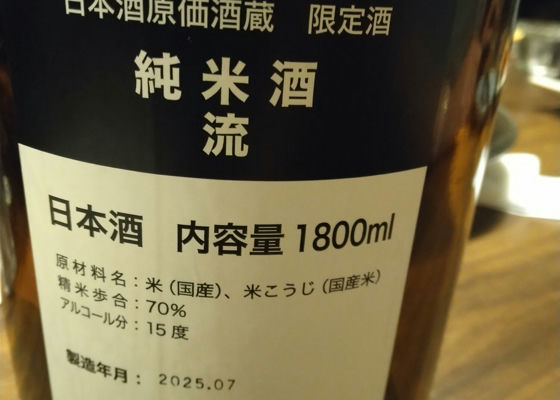 日本酒原価酒蔵 限定酒
純米酒
流
日本酒 内容量 1800ml
原材料名：米（国産）、米こうじ（国産米）
精米歩合：70％
アルコール分：15度
製造年月：2025.07